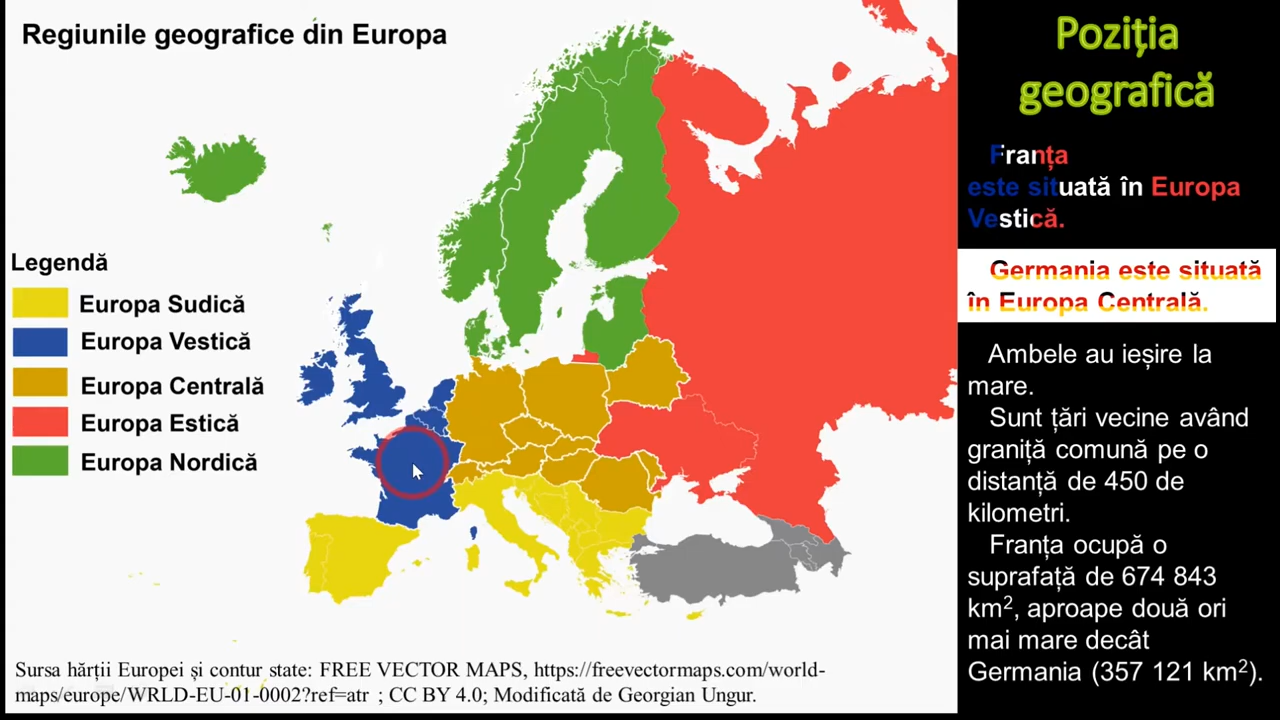 Regiunile geografice din Europa
Legendă
Europa Sudică
Europa Vestică
Europa Centrală
Europa Estică
Europa Nordică
Sursa hărții Europei și contur state: FREE VECTOR MAPS, https://freevectormaps.com/world-
maps/europe/WRLD-EU-01-0002?ref=atr ; CC BY 4.0; Modificată de Georgian Ungur.
Poziția
geografică
Franța
este situată în Europa
Vestică.
Germania este situată
în Europa Centrală.
Ambele au ieșire la
mare.
Sunt țări vecine având
graniță comună pe o
distanță de 450 de
kilometri.
Franța ocupă o
suprafață de 674 843
km², aproape două ori
mai mare decât
Germania (357 121 km²).